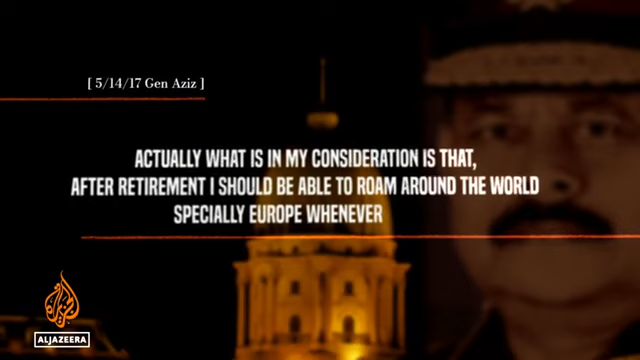 [ 5/14/17 Gen Aziz ]
ACTUALLY WHAT IS IN MY CONSIDERATION IS THAT,
AFTER RETIREMENT I SHOULD BE ABLE TO ROAM AROUND THE WORLD
SPECIALLY EUROPE WHENEVER
الجزيرة
ALJAZEERA